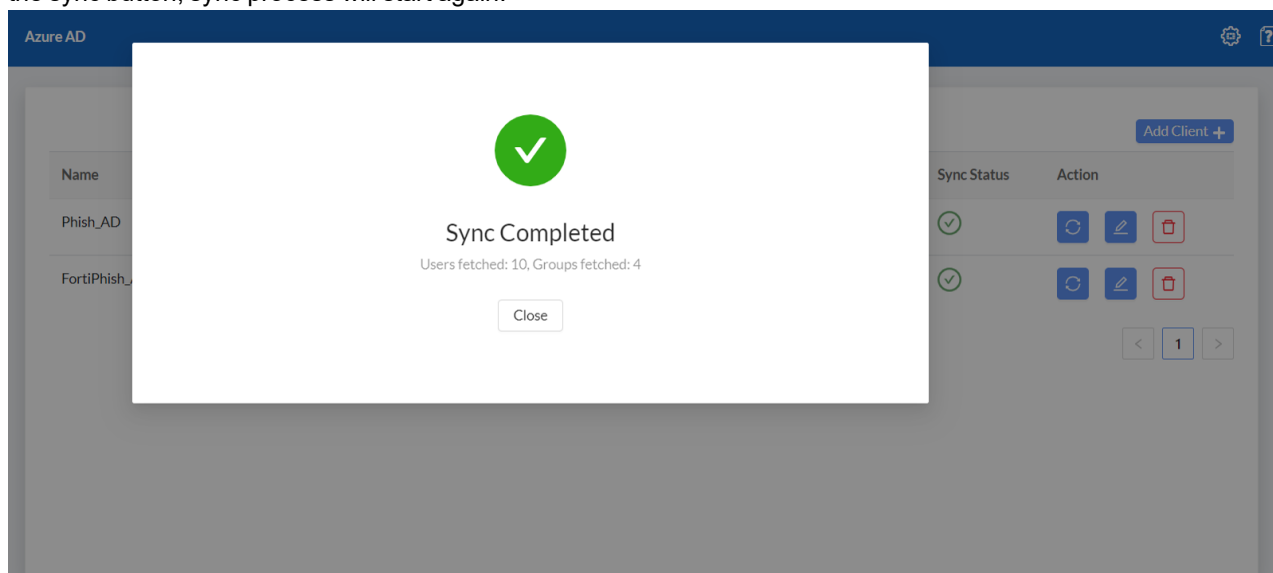 the sync button, sync process will start again.
Azure AD
Add Client +
Name
Sync Status
Action
Phish_AD
Sync Completed
Users fetched: 10, Groups fetched: 4
FortiPhish_
Close
< 1 >